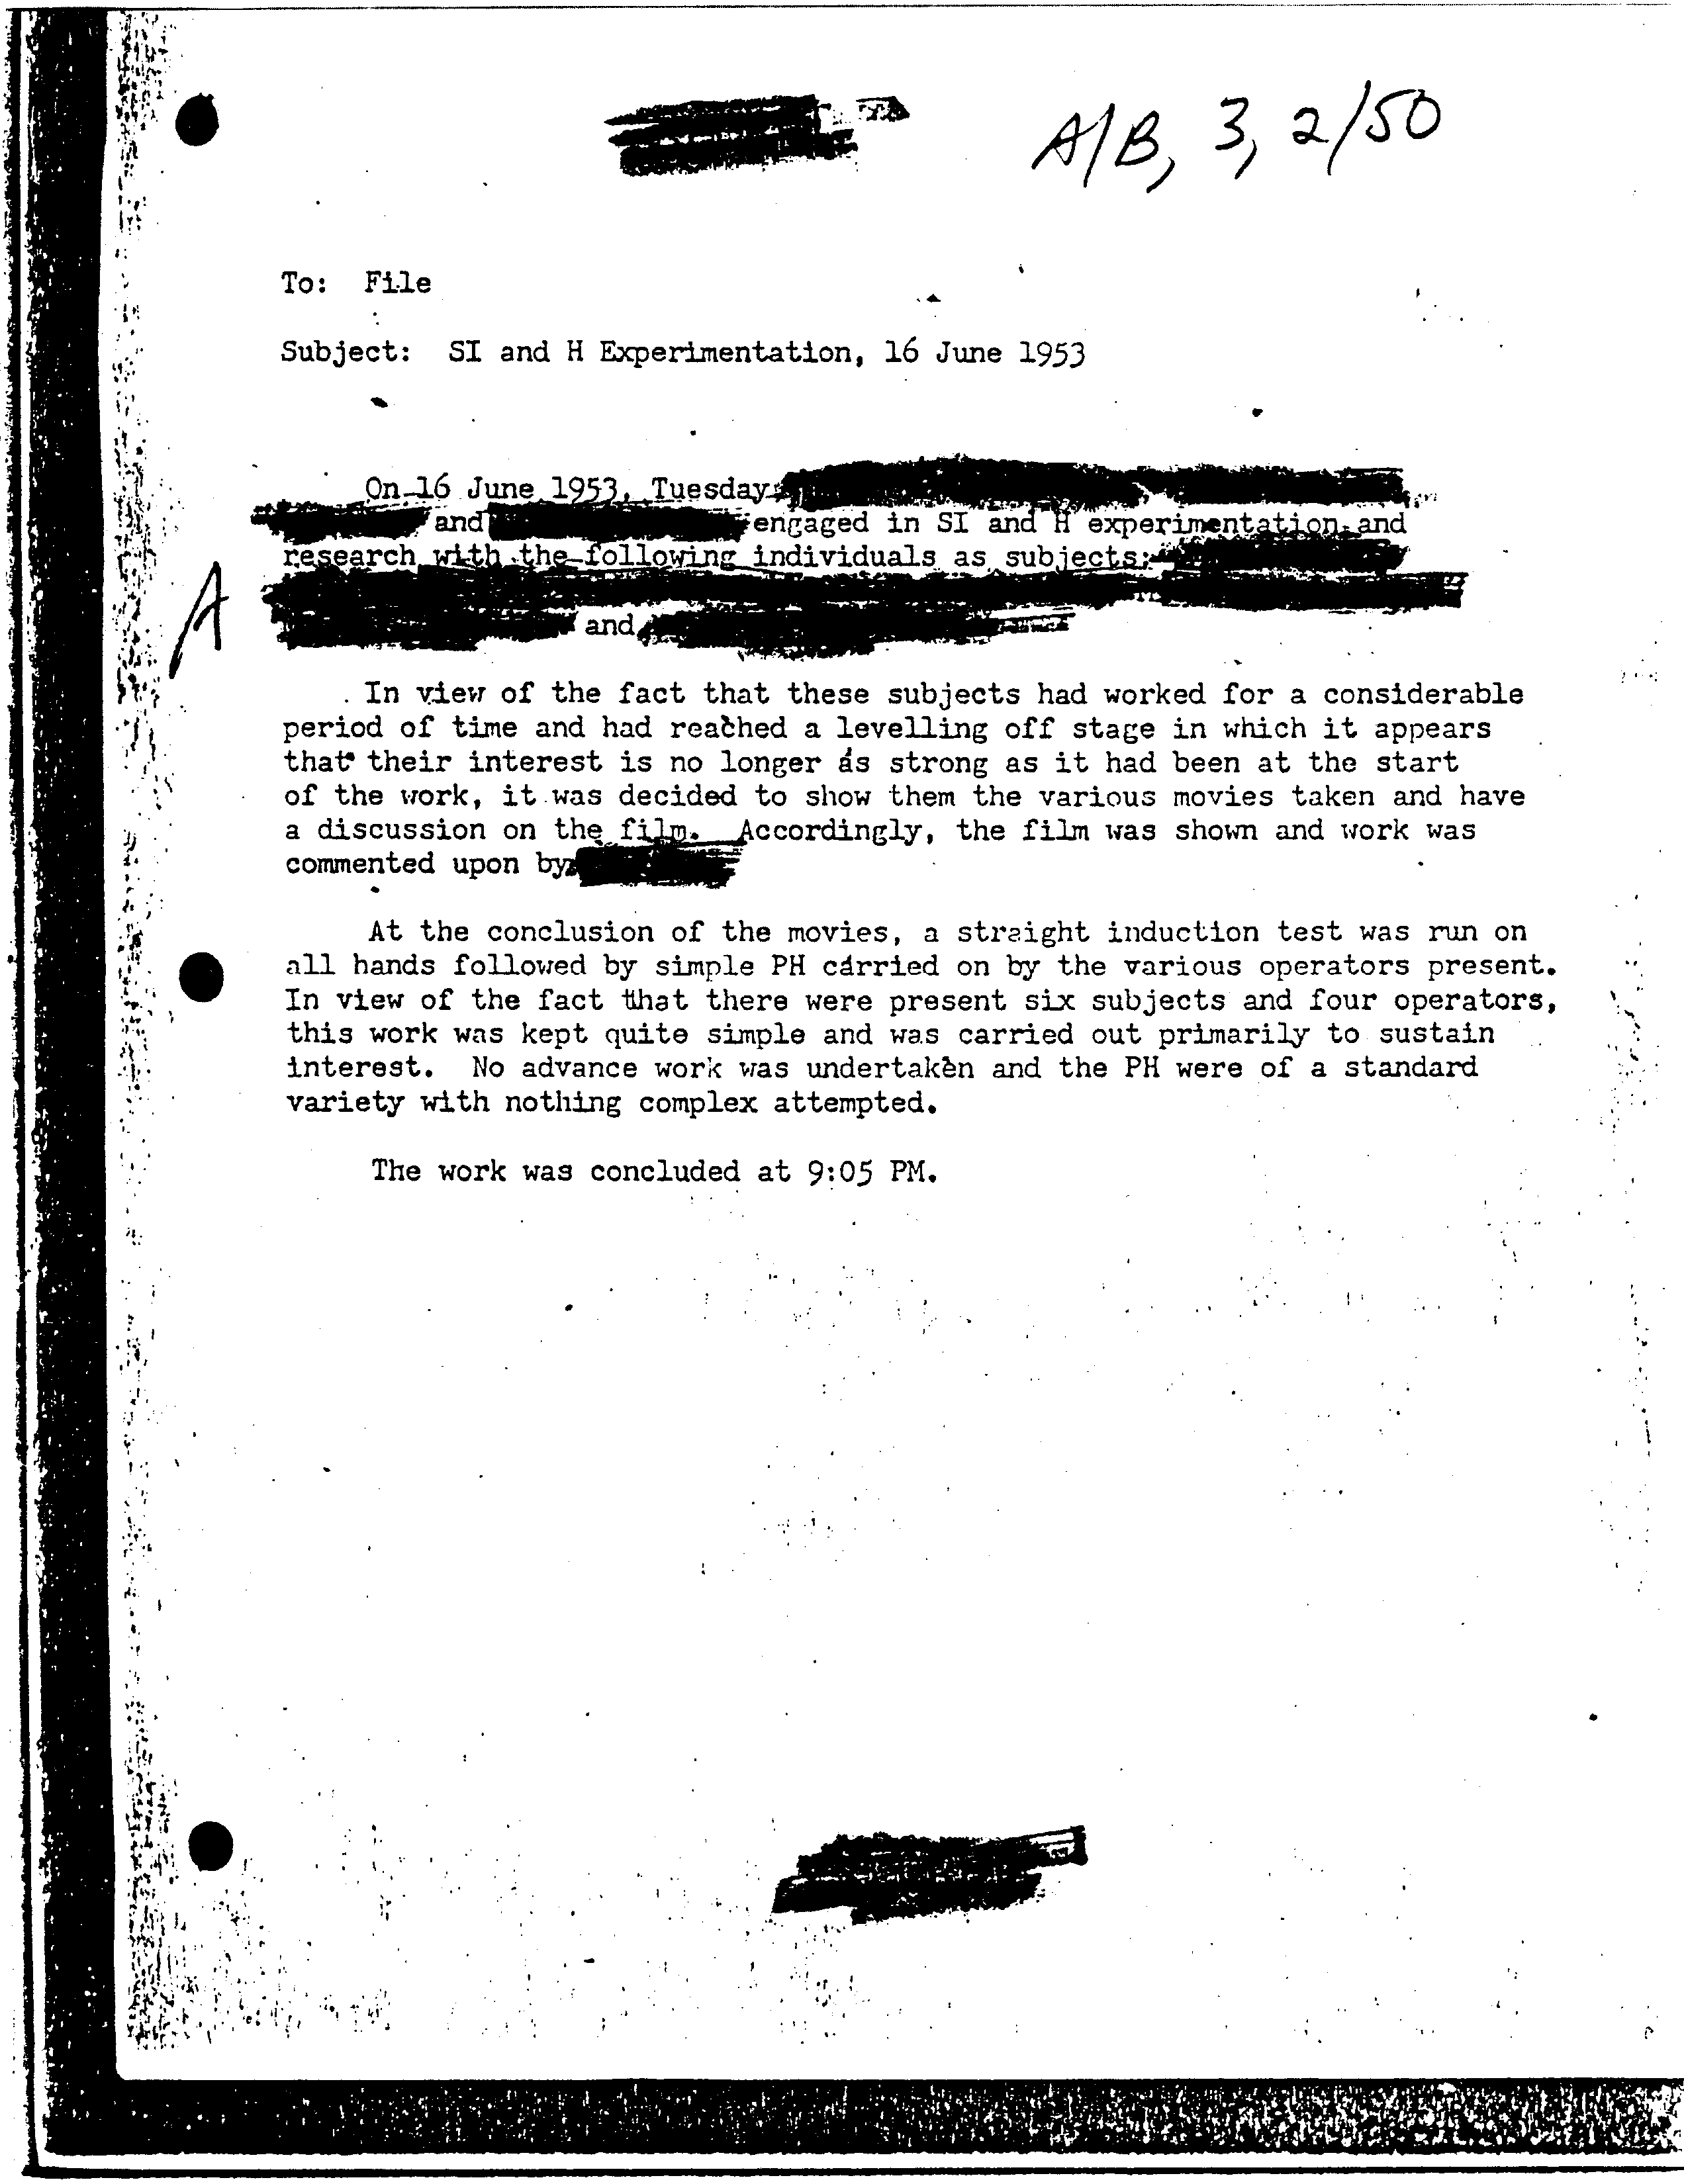 A/B, 3, 2/50
To: File
Subject: SI and H Experimentation, 16 June 1953
On 16 June 1953, Tuesday
and engaged in SI and H experimentation and
research with the following individuals as subjects:
A
and
In view of the fact that these subjects had worked for a considerable
period of time and had reached a levelling off stage in which it appears
that their interest is no longer as strong as it had been at the start
of the work, it was decided to show them the various movies taken and have
a discussion on the film. Accordingly, the film was shown and work was
commented upon by
At the conclusion of the movies, a straight induction test was run on
all hands followed by simple PH carried on by the various operators present.
In view of the fact that there were present six subjects and four operators,
this work was kept quite simple and was carried out primarily to sustain
interest. No advance work was undertaken and the PH were of a standard
variety with nothing complex attempted.
The work was concluded at 9:05 PM.